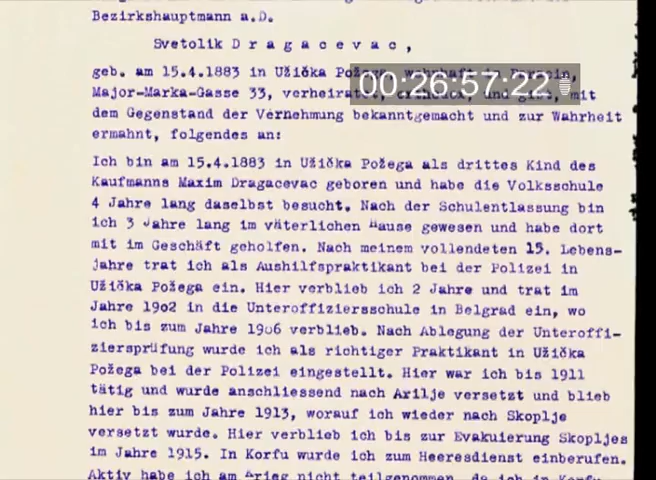 Bezirkshauptmann a.D.
Svetolik D r a g a c e v a c ,
geb. am 15.4.1883 in Užička
00:26:57:22
Major-Marka-Gasse 33, mit
dem Gegenstand der Vernehmung bekanntgemacht und zur Wahrheit
ermahnt, folgendes an:
Ich bin am 15.4.1883 in Užička Požega als drittes Kind des
Kaufmanns Maxim Dragacevac geboren und habe die Volksschule
4 Jahre lang daselbst besucht. Nach der Schulentlassung bin
ich 3 Jahre lang im väterlichen Hause gewesen und habe dort
mit im Geschäft geholfen. Nach meinem vollendeten 15. Lebens-
jahre trat ich als Aushilfspraktikant bei der Polizei in
Užička Požega ein. Hier verblieb ich 2 Jahre und trat im
Jahre 1902 in die Unteroffiziersschule in Belgrad ein, wo
ich bis zum Jahre 1906 verblieb. Nach Ablegung der Unteroffi-
ziersprüfung wurde ich als richtiger Praktikant in Užička
Požega bei der Polizei eingestellt. Hier war ich bis 1911
tätig und wurde anschliessend nach Arilje versetzt und blieb
hier bis zum Jahre 1913, worauf ich wieder nach Skoplje
versetzt wurde. Hier verblieb ich bis zur Evakuierung Skopljes
im Jahre 1915. In Korfu wurde ich zum Heeresdienst einberufen.
Aktiv habe ich am Krieg nicht teilgenommen, da ich in Korfu